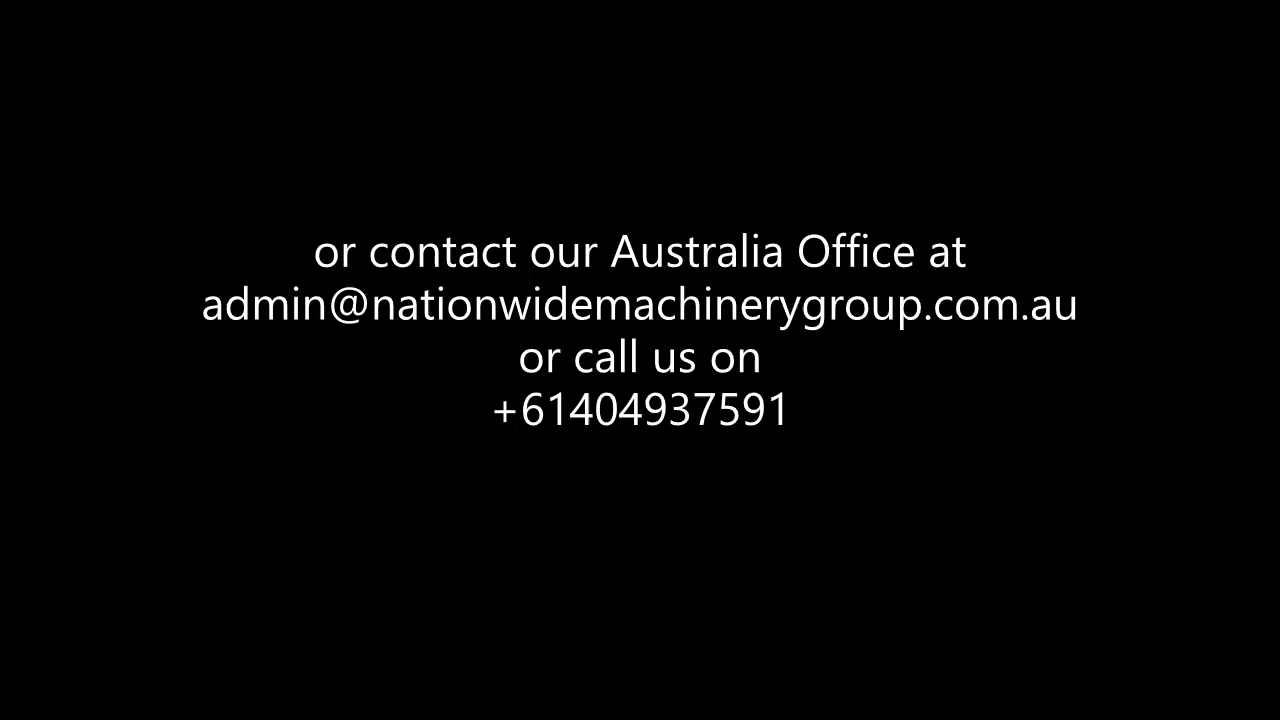 or contact our Australia Office at
admin@nationwidemachinerygroup.com.au
or call us on
+61404937591